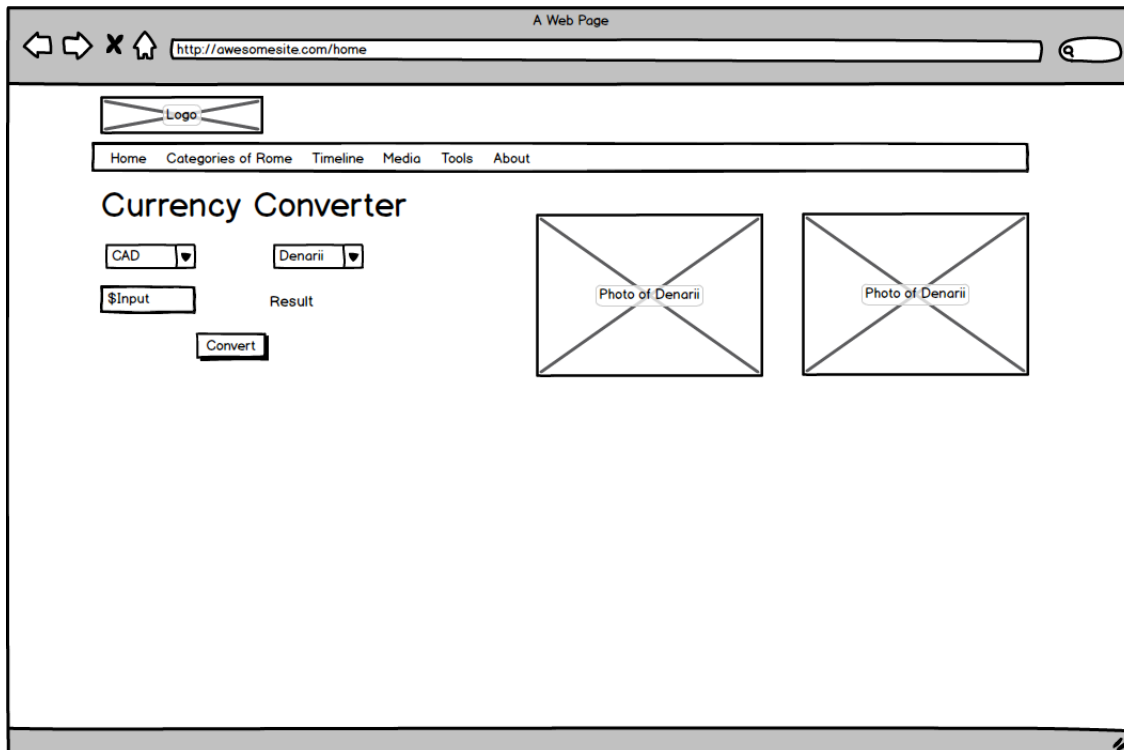 A Web Page
http://awesomesite.com/home
Logo
Home Categories of Rome Timeline Media Tools About
Currency Converter
CAD Denarii
$Input Result
Convert
Photo of Denarii
Photo of Denarii